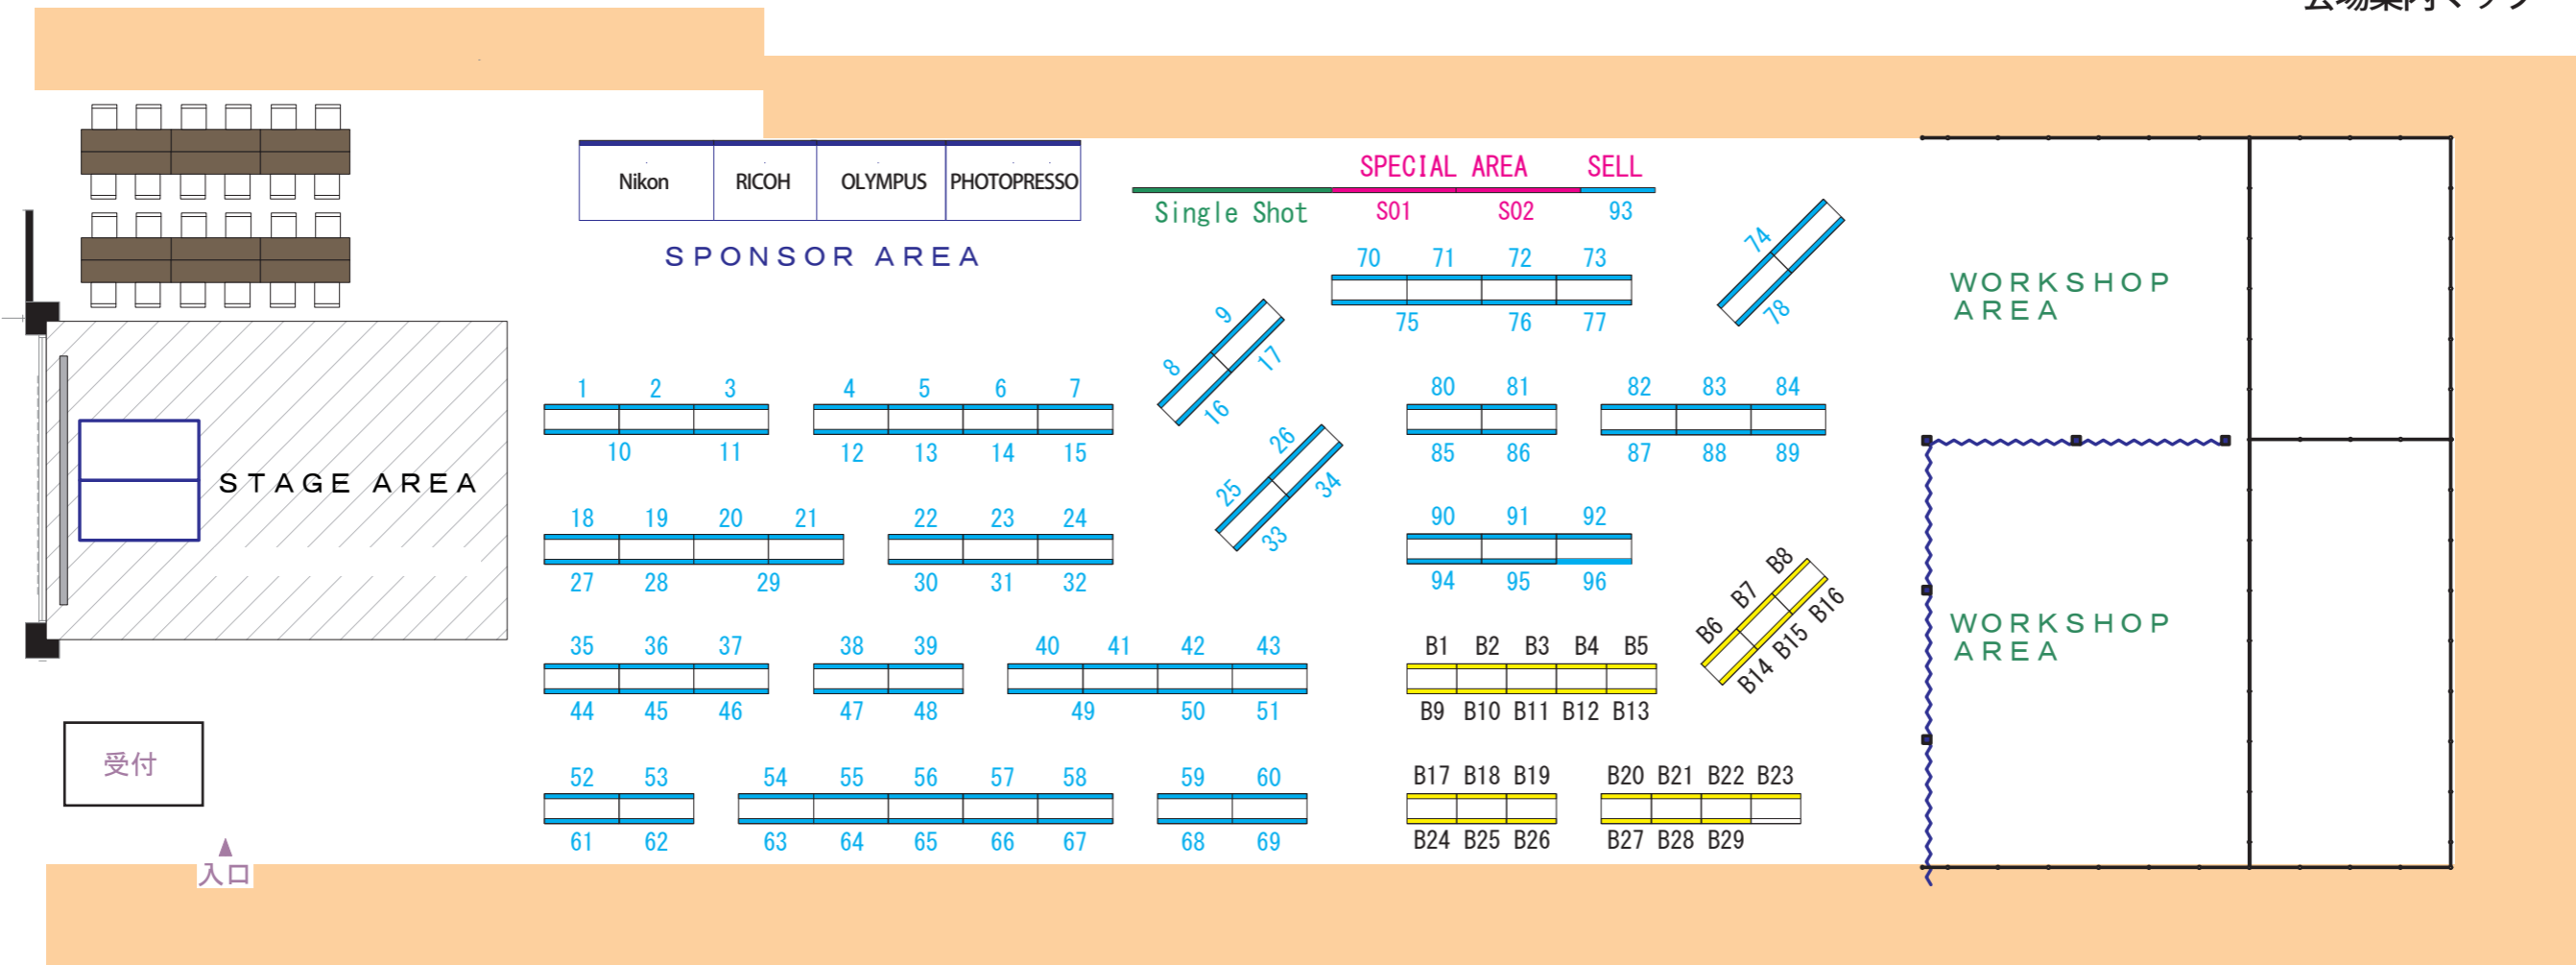 会場案内マップ
Nikon RICOH OLYMPUS PHOTOPRESSO
SPONSOR AREA
SPECIAL AREA SELL
Single Shot S01 S02 93
70 71 72 73
75 76 77
74
78
9
8
17
16
1 2 3 4 5 6 7
10 11 12 13 14 15
80 81 82 83 84
85 86 87 88 89
26
25
34
33
STAGE AREA
18 19 20 21 22 23 24
27 28 29 30 31 32
90 91 92
94 95 96
35 36 37 38 39 40 41 42 43
44 45 46 47 48 49 50 51
B1 B2 B3 B4 B5
B9 B10 B11 B12 B13
B6 B7 B8
B14 B15 B16
52 53 54 55 56 57 58 59 60
61 62 63 64 65 66 67 68 69
B17 B18 B19 B20 B21 B22 B23
B24 B25 B26 B27 B28 B29
WORKSHOP
AREA
WORKSHOP
AREA
受付
入口